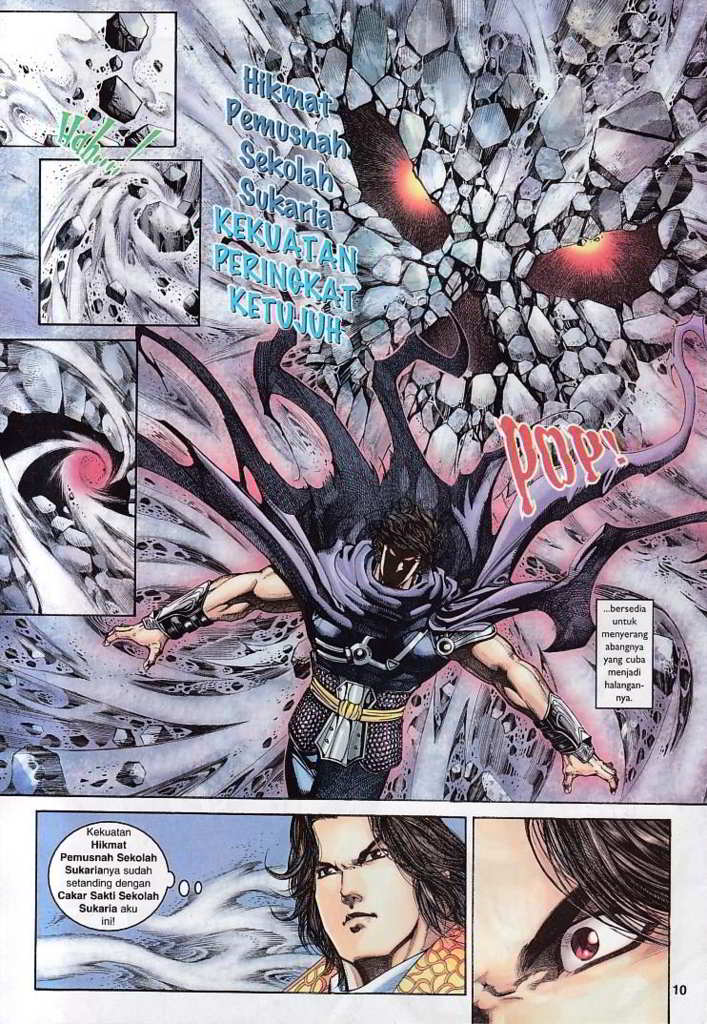 Hikmat
Pemusnah
Sekolah
Sukaria
KEKUATAN
PERINGKAT
KETUJUH
POP!
...bersedia
untuk
menyerang
abangnya
yang cuba
menjadi
halangan-
nya.
Kekuatan
Hikmat
Pemusnah Sekolah
Sukarianya sudah
setanding dengan
Cakar Sakti Sekolah
Sukaria aku
ini!
10